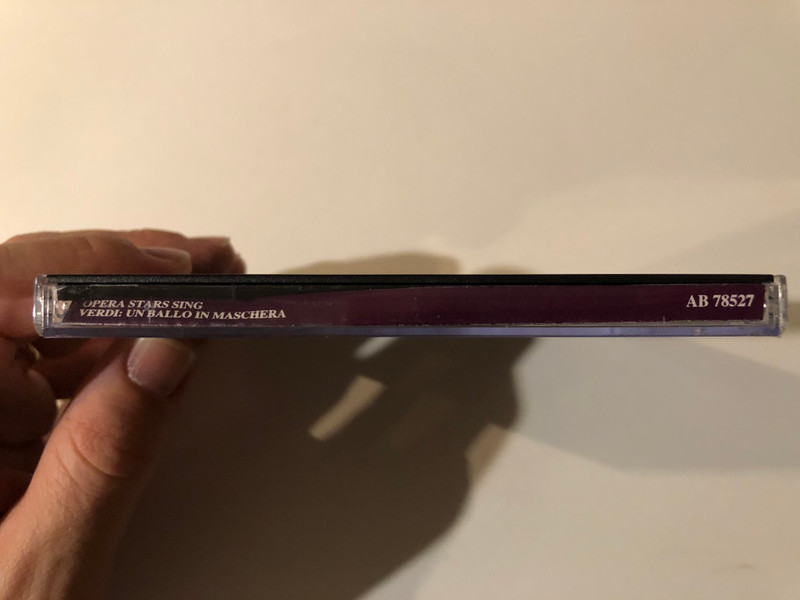 OPERA STARS SING
VERDI: UN BALLO IN MASCHERA
AB 78527